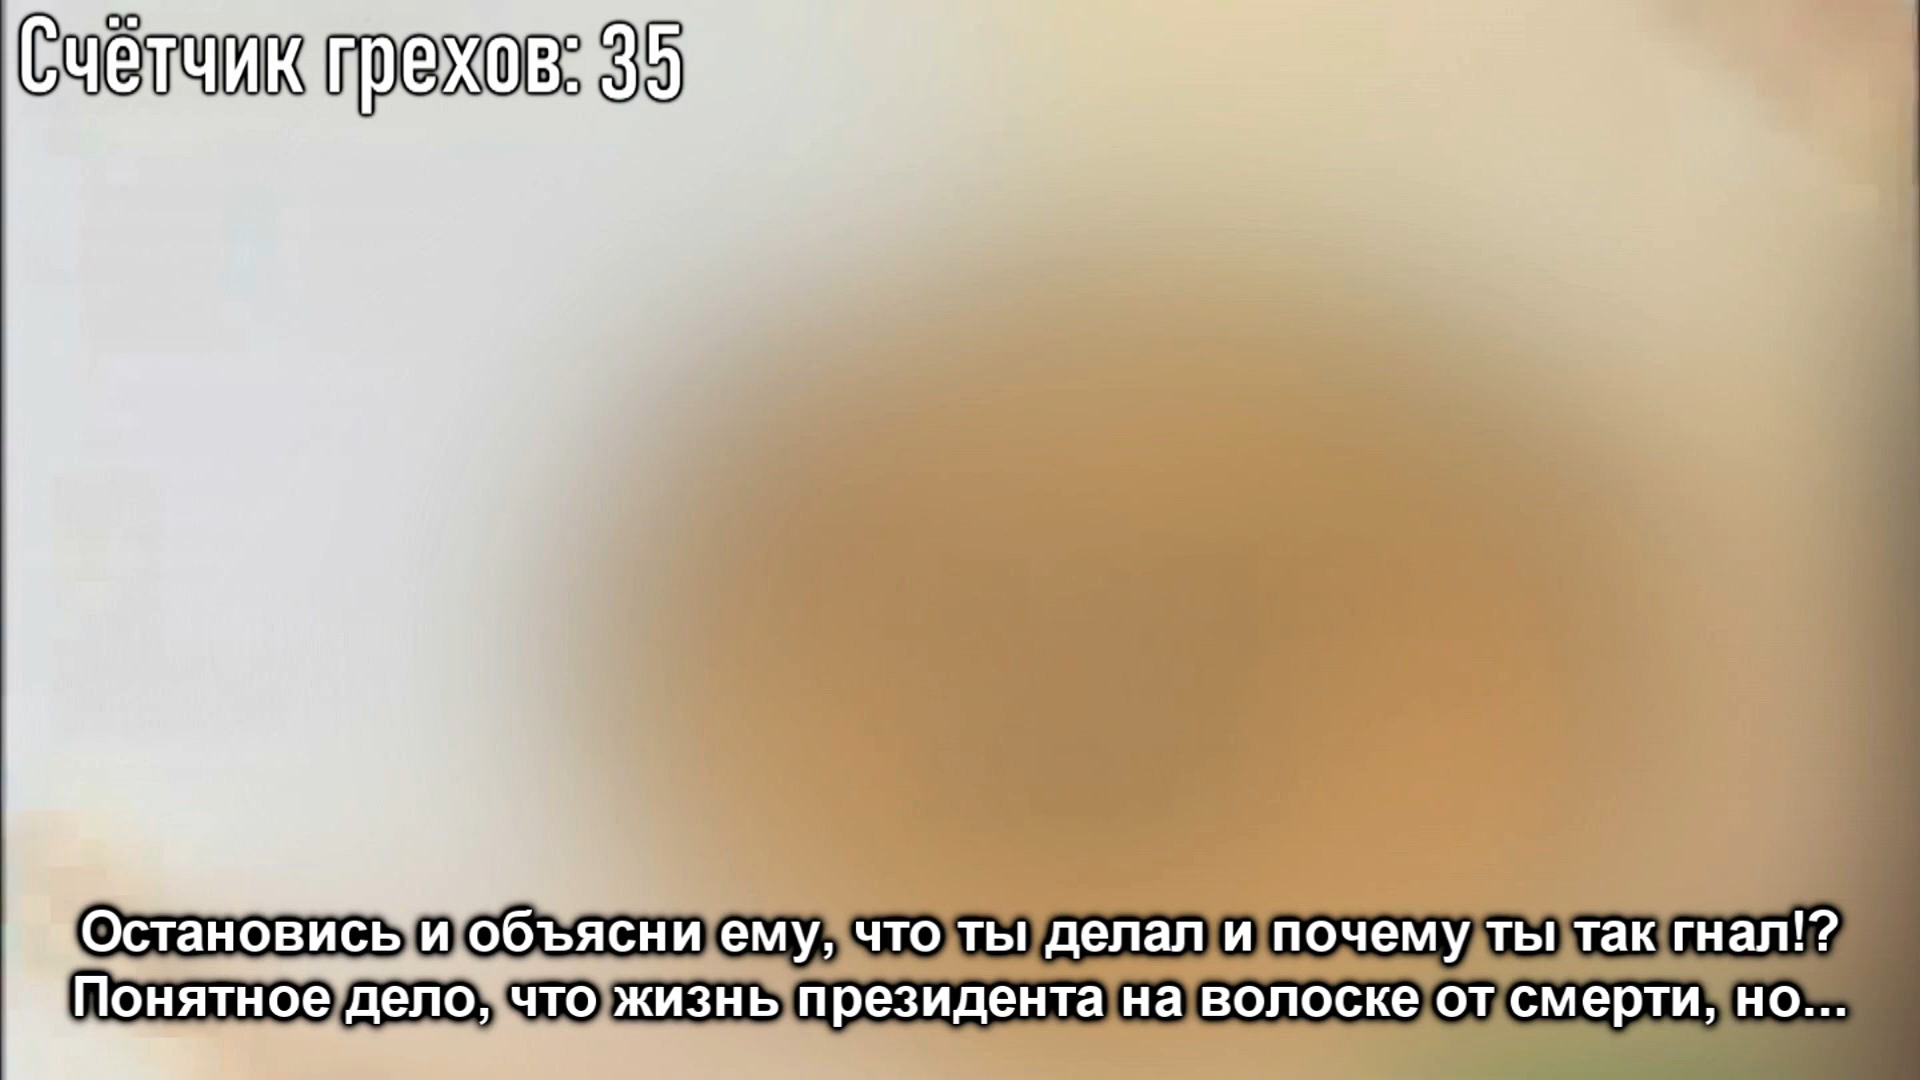 Счётчик грехов: 35
Остановись и объясни ему, что ты делал и почему ты так гнал!?
Понятное дело, что жизнь президента на волоске от смерти, но...